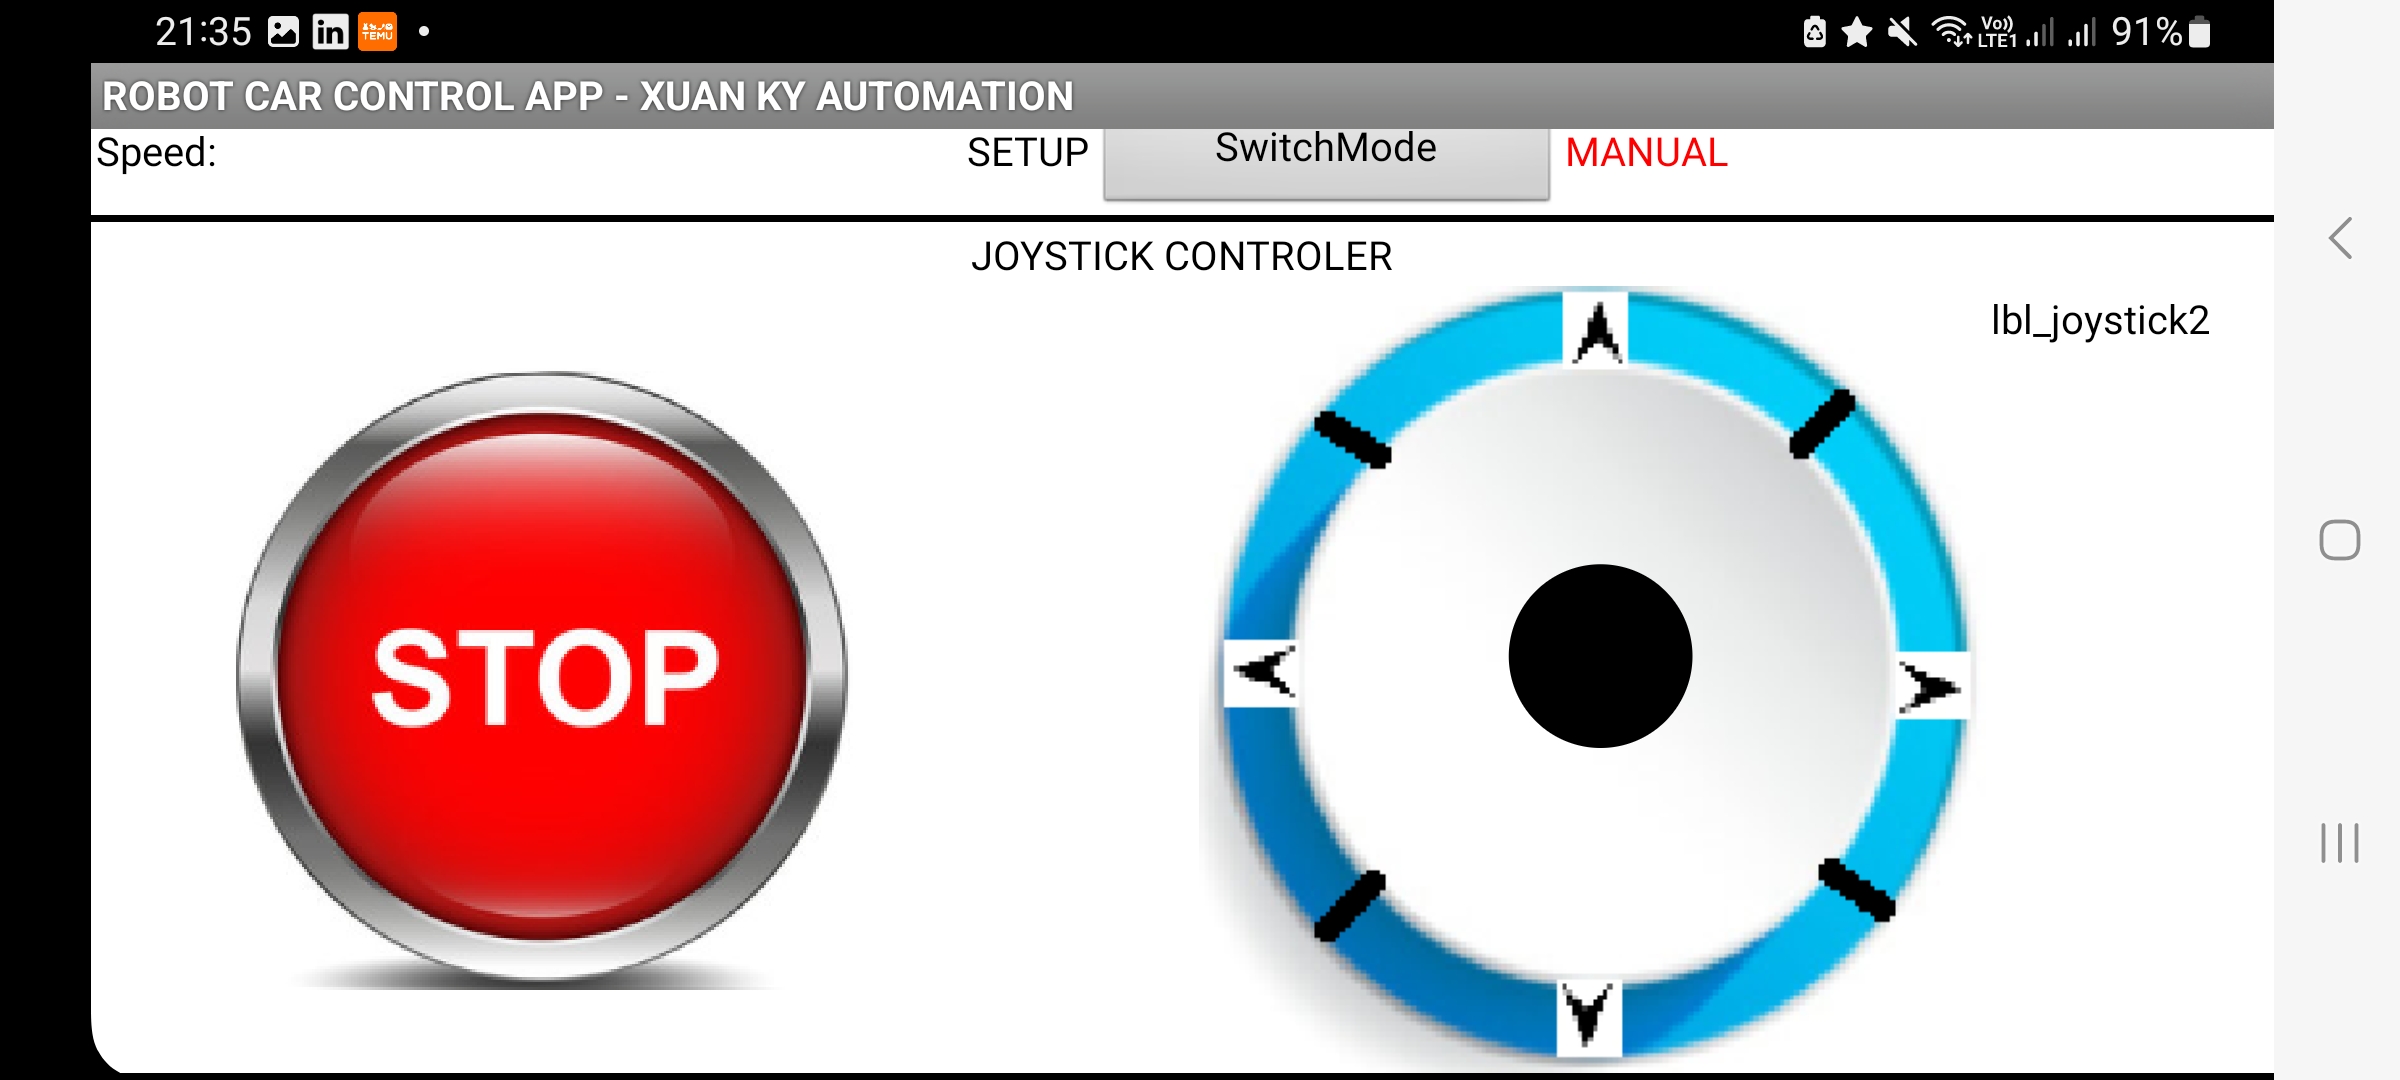 21:35 in TEMU Vo)) LTE1 91%
ROBOT CAR CONTROL APP - XUAN KY AUTOMATION
Speed: SETUP SwitchMode MANUAL
JOYSTICK CONTROLER
lbl_joystick2
STOP